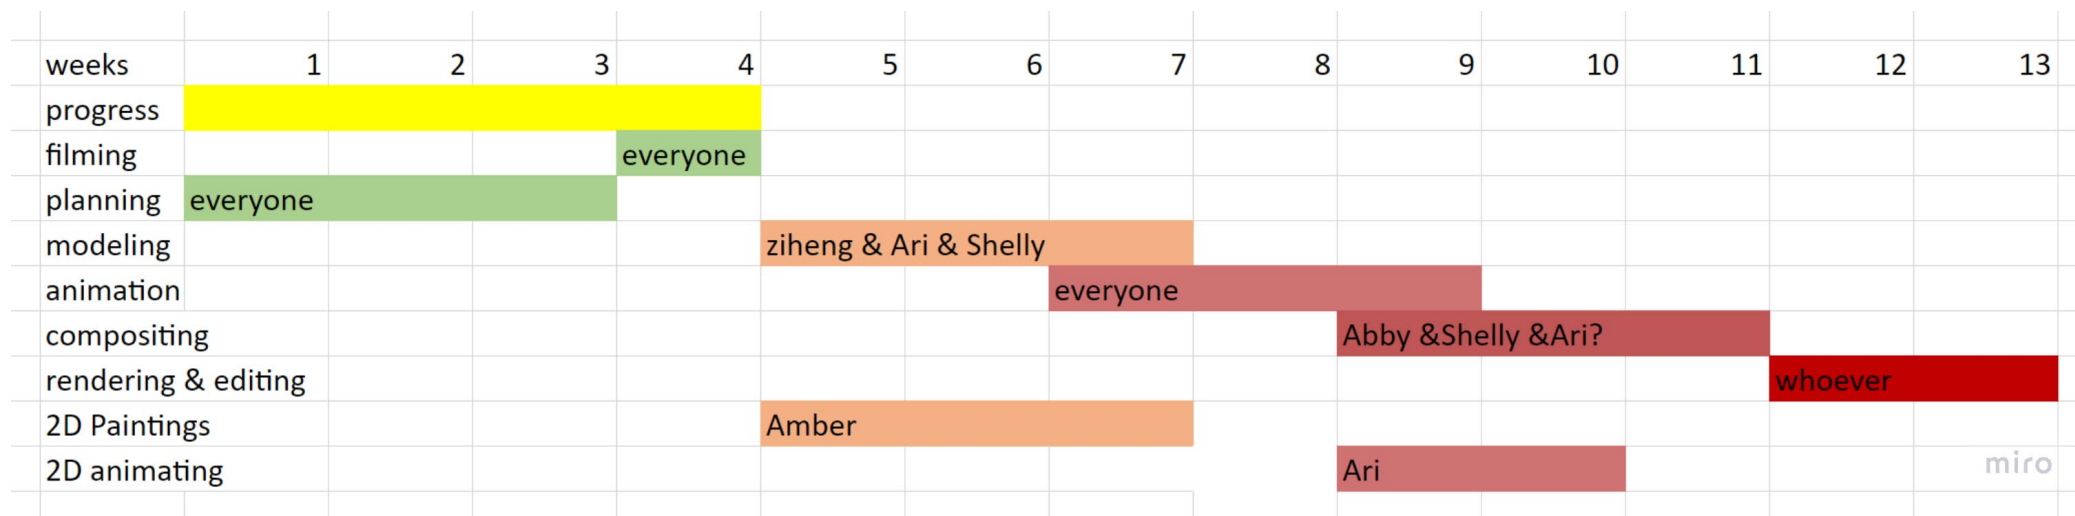 weeks 1 2 3 4 5 6 7 8 9 10 11 12 13
progress
filming everyone
planning everyone
modeling ziheng & Ari & Shelly
animation everyone
compositing Abby &Shelly &Ari?
rendering & editing whoever
2D Paintings Amber
2D animating Ari
miro